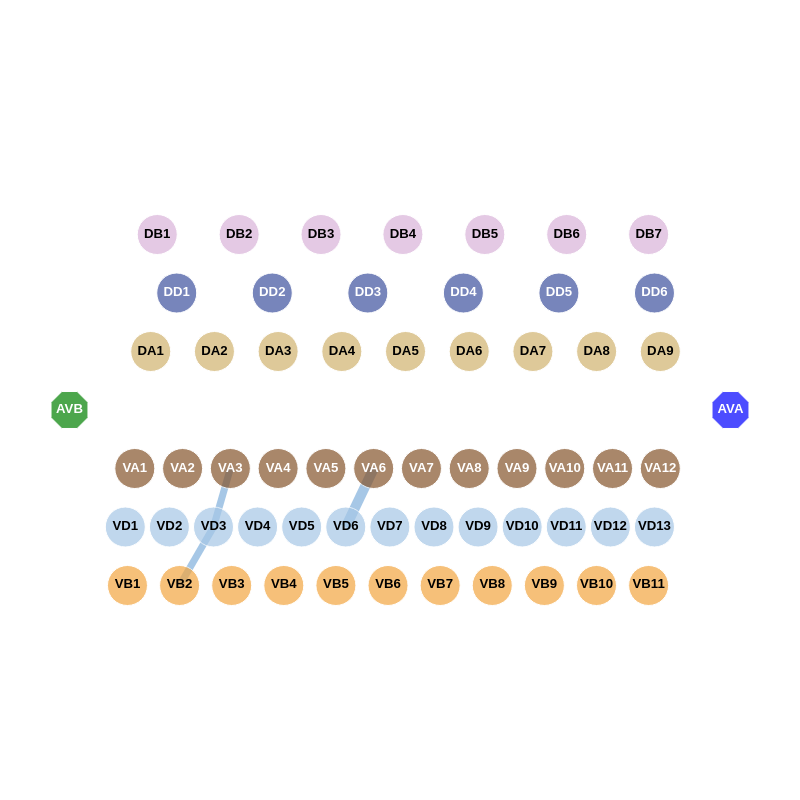 DB1 DB2 DB3 DB4 DB5 DB6 DB7
DD1 DD2 DD3 DD4 DD5 DD6
DA1 DA2 DA3 DA4 DA5 DA6 DA7 DA8 DA9
AVB AVA
VA1 VA2 VA3 VA4 VA5 VA6 VA7 VA8 VA9 VA10 VA11 VA12
VD1 VD2 VD3 VD4 VD5 VD6 VD7 VD8 VD9 VD10 VD11 VD12 VD13
VB1 VB2 VB3 VB4 VB5 VB6 VB7 VB8 VB9 VB10 VB11